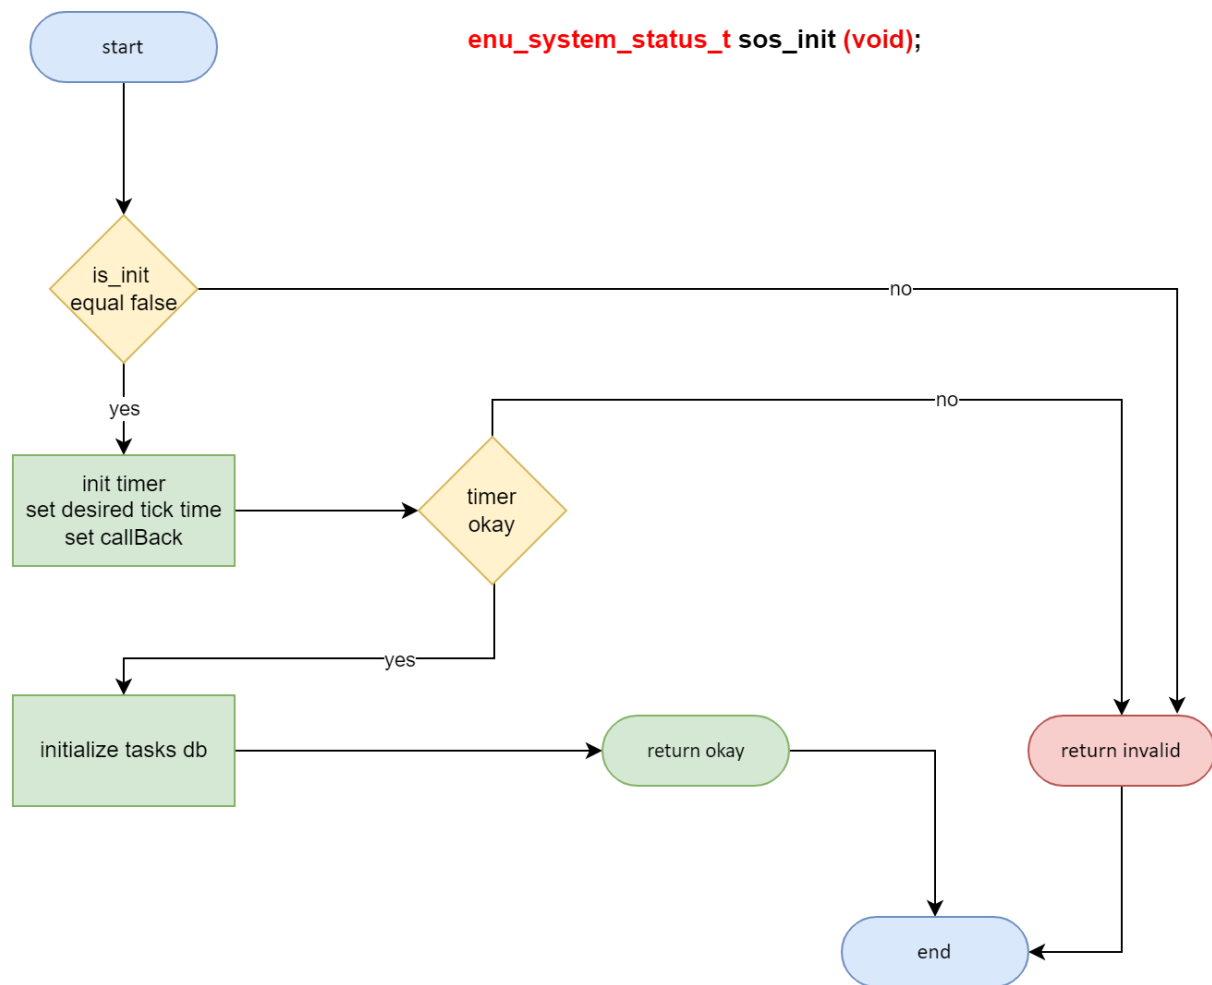 start
enu_system_status_t sos_init (void);
is_init
equal false
no
yes
no
init timer
set desired tick time
set callBack
timer
okay
yes
initialize tasks db
return okay
return invalid
end